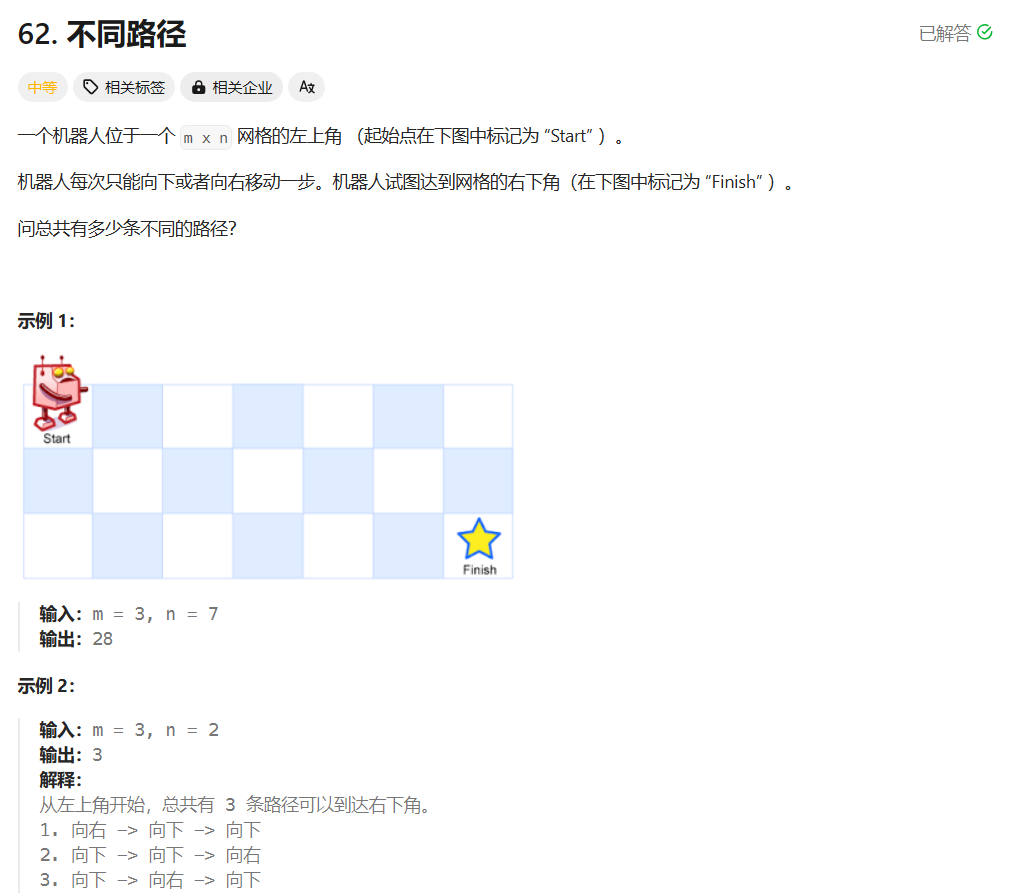 62. 不同路径
已解答
中等
相关标签
相关企业
一个机器人位于一个 m x n 网格的左上角 （起始点在下图中标记为 “Start” ）。
机器人每次只能向下或者向右移动一步。机器人试图达到网格的右下角（在下图中标记为 “Finish” ）。
问总共有多少条不同的路径？
示例 1：
Start
Finish
输入：m = 3, n = 7
输出：28
示例 2：
输入：m = 3, n = 2
输出：3
解释：
从左上角开始，总共有 3 条路径可以到达右下角。
1. 向右 -> 向下 -> 向下
2. 向下 -> 向下 -> 向右
3. 向下 -> 向右 -> 向下